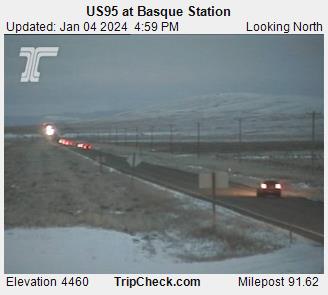 US95 at Basque Station
Updated: Jan 04 2024 4:59 PM Looking North
Elevation 4460 TripCheck.com Milepost 91.62